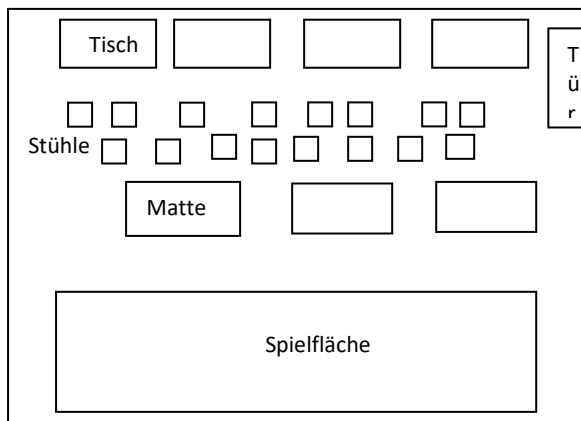 Tisch
T
ü
r
Stühle
Matte
Spielfläche